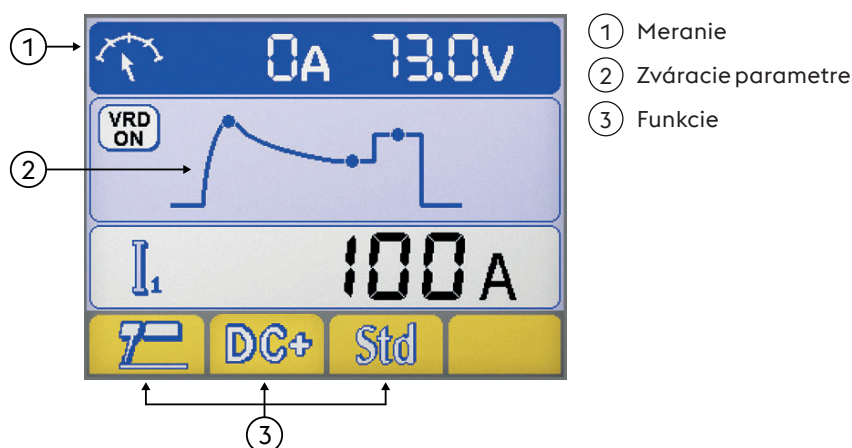 1
0A 73.0V
VRD
ON
2
I1
100A
DC+ Std
3
1 Meranie
2 Zváracie parametre
3 Funkcie